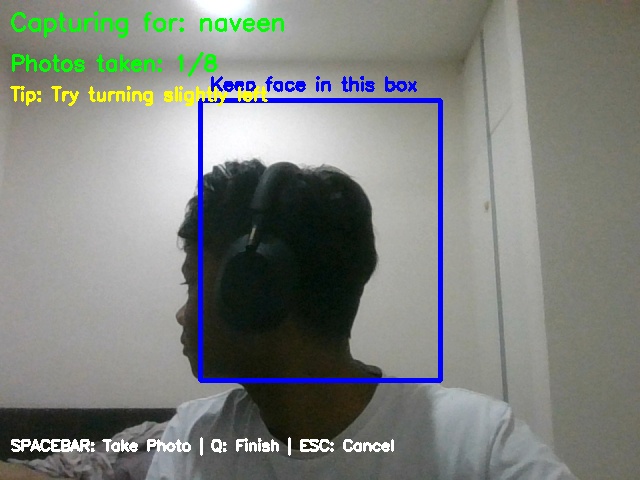 Capturing for: naveen
Photos taken: 1/8
Keep face in this box
Tip: Try turning slightly left
SPACEBAR: Take Photo | Q: Finish | ESC: Cancel